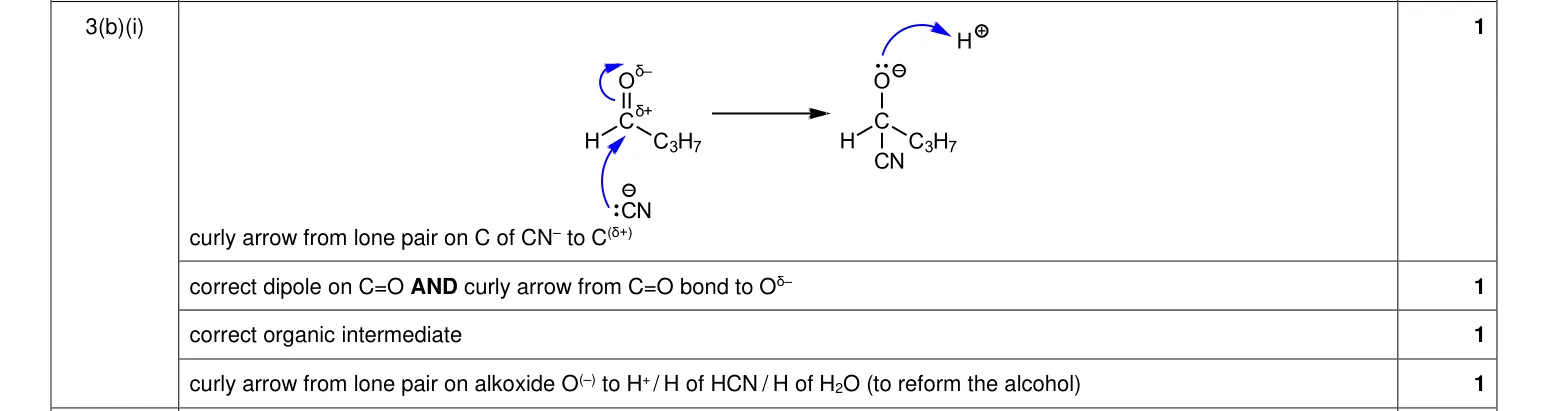 3(b)(i)
1
H⊕
Oδ–
Cδ+
H
C3H7
⊖
:CN
:O⊖
C
H
C3H7
CN
curly arrow from lone pair on C of CN– to C(δ+)
correct dipole on C=O AND curly arrow from C=O bond to Oδ–
1
correct organic intermediate
1
curly arrow from lone pair on alkoxide O(–) to H+ / H of HCN / H of H2O (to reform the alcohol)
1